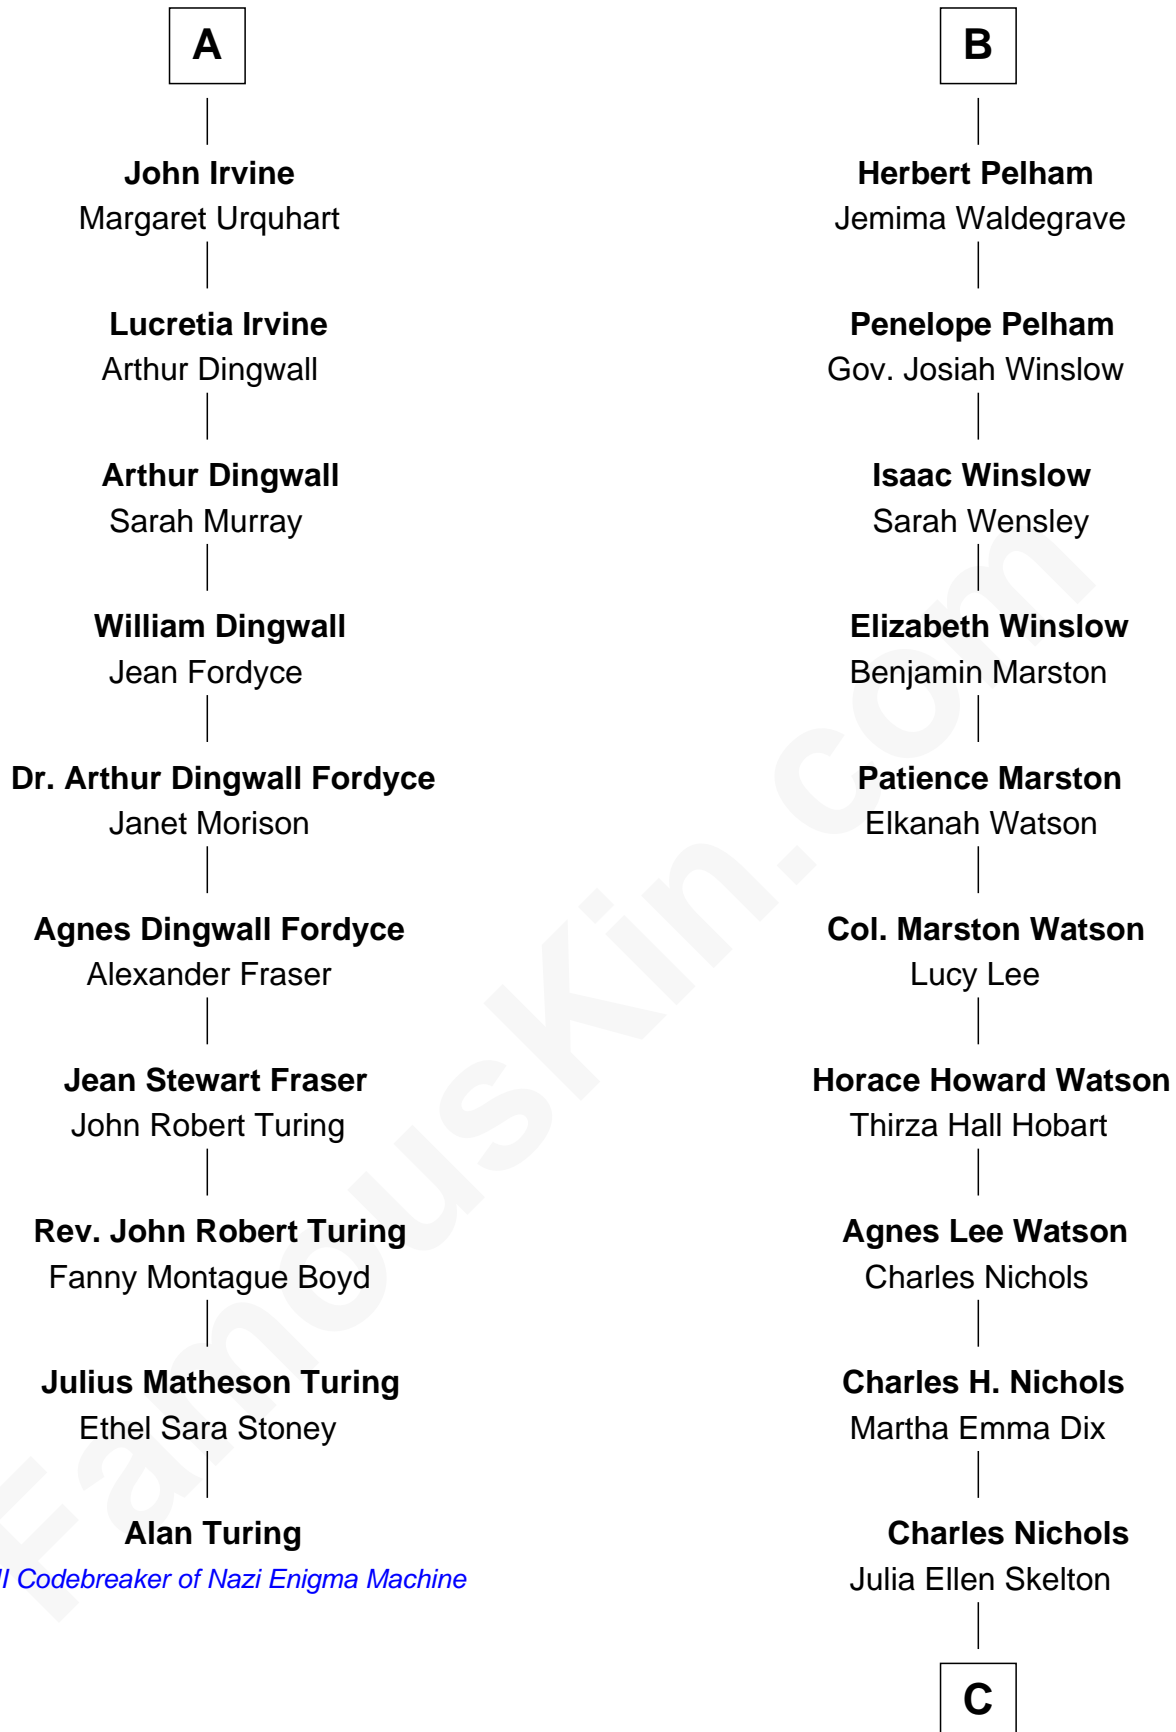 A
John Irvine
Margaret Urquhart
Lucretia Irvine
Arthur Dingwall
Arthur Dingwall
Sarah Murray
William Dingwall
Jean Fordyce
Dr. Arthur Dingwall Fordyce
Janet Morison
Agnes Dingwall Fordyce
Alexander Fraser
Jean Stewart Fraser
John Robert Turing
Rev. John Robert Turing
Fanny Montague Boyd
Julius Matheson Turing
Ethel Sara Stoney
Alan Turing
II Codebreaker of Nazi Enigma Machine
B
Herbert Pelham
Jemima Waldegrave
Penelope Pelham
Gov. Josiah Winslow
Isaac Winslow
Sarah Wensley
Elizabeth Winslow
Benjamin Marston
Patience Marston
Elkanah Watson
Col. Marston Watson
Lucy Lee
Horace Howard Watson
Thirza Hall Hobart
Agnes Lee Watson
Charles Nichols
Charles H. Nichols
Martha Emma Dix
Charles Nichols
Julia Ellen Skelton
C
FamousKin.com